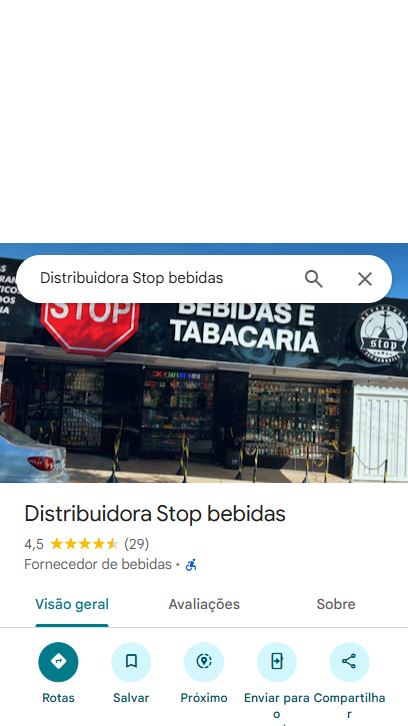 Distribuidora Stop bebidas
STOP
BEBIDAS E
TABACARIA
stop
Distribuidora Stop bebidas
4,5 (29)
Fornecedor de bebidas ·
Visão geral
Avaliações
Sobre
Rotas
Salvar
Próximo
Enviar para
o
Compartilha
r